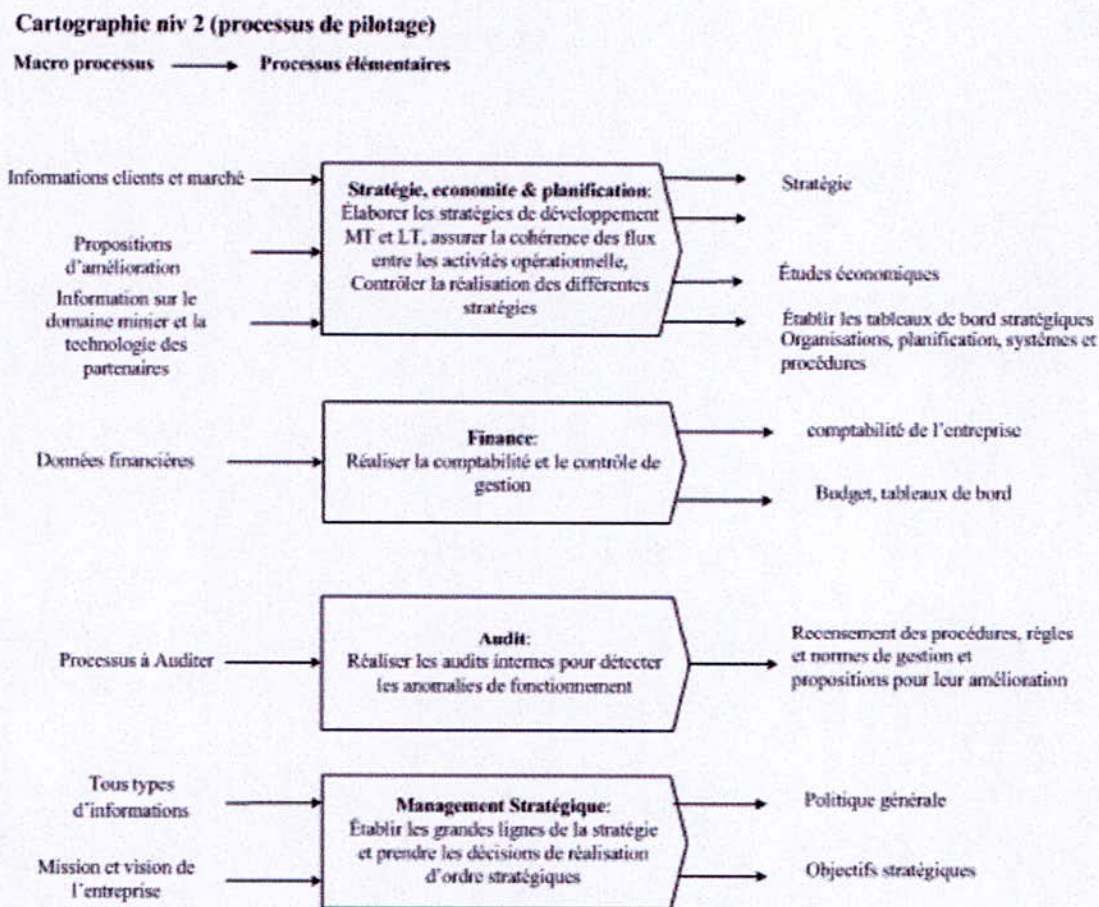 Cartographie niv 2 (processus de pilotage)
Macro processus
Processus élémentaires
Informations clients et marché
Propositions
d'amélioration
Information sur le
domaine minier et la
technologie des
partenaires
Stratégie, economite & planification:
Élaborer les stratégies de développement
MT et LT, assurer la cohérence des flux
entre les activités opérationnelle,
Contrôler la réalisation des différentes
stratégies
Stratégie
Études économiques
Établir les tableaux de bord stratégiques
Organisations, planification, systèmes et
procédures
Données financières
Finance:
Réaliser la comptabilité et le contrôle de
gestion
comptabilité de l'entreprise
Budget, tableaux de bord
Processus à Auditer
Audit:
Réaliser les audits internes pour détecter
les anomalies de fonctionnement
Recensement des procédures, règles
et normes de gestion et
propositions pour leur amélioration
Tous types
d'informations
Mission et vision de
l'entreprise
Management Stratégique:
Établir les grandes lignes de la stratégie
et prendre les décisions de réalisation
d'ordre stratégiques
Politique générale
Objectifs stratégiques